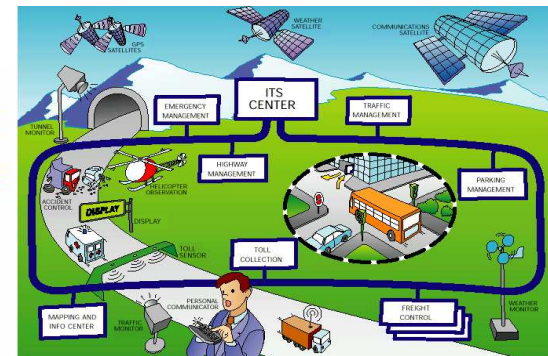 GPS
SATELLITES
WEATHER
SATELLITE
COMMUNICATIONS
SATELLITE
TUNNEL
MONITOR
EMERGENCY
MANAGEMENT
ITS
CENTER
TRAFFIC
MANAGEMENT
HIGHWAY
MANAGEMENT
PARKING
MANAGEMENT
ACCIDENT
CONTROL
HELICOPTER
OBSERVATION
DISPLAY
DISPLAY
TOLL
SENSOR
TOLL
COLLECTION
MAPPING AND
INFO CENTER
TRAFFIC
MONITOR
PERSONAL
COMMUNICATOR
FREIGHT
CONTROL
WEATHER
MONITOR